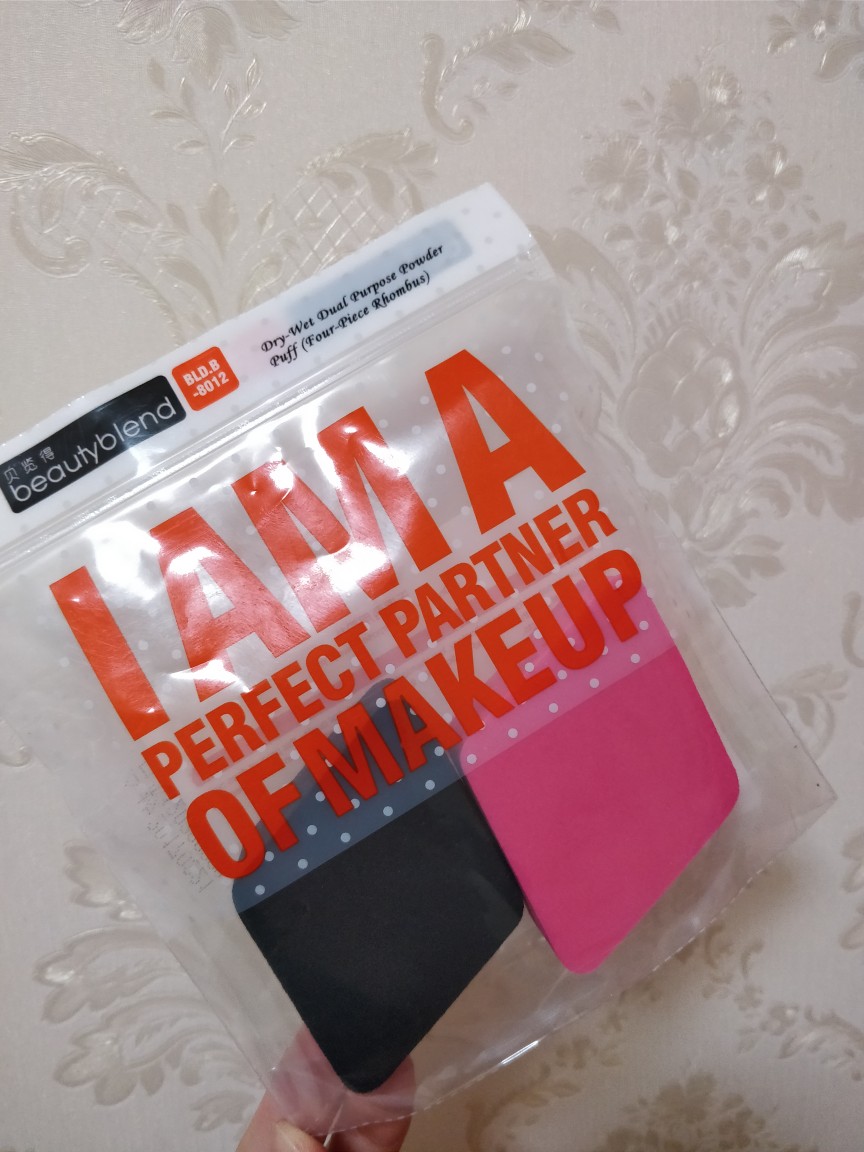 Dry-Wet Dual Purpose Powder
Puff (Four-Piece Rhombus)
BLD.B
-8012
贝览得
beautyblend
I AM A
PERFECT PARTNER
OF MAKEUP